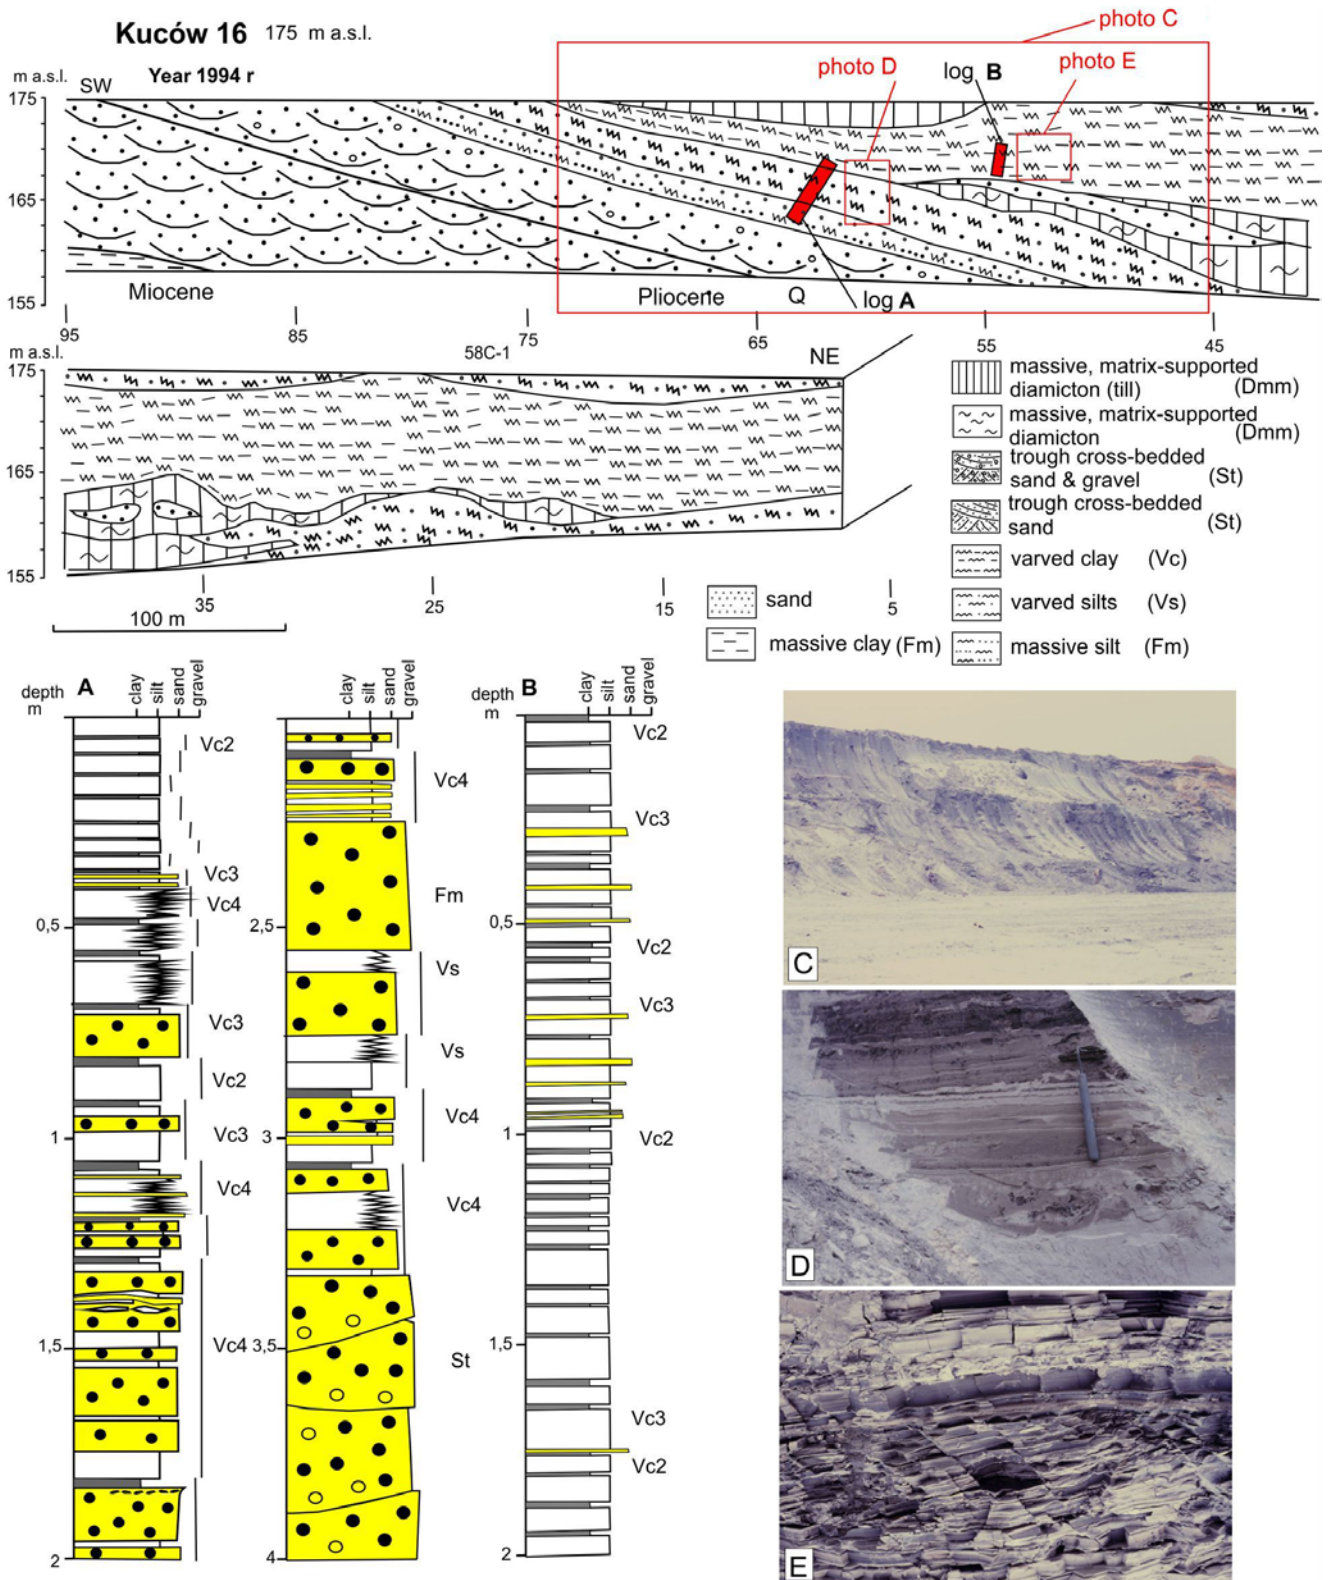 Kuców 16 175 m a.s.l.
photo C
Year 1994 r
m a.s.l.
SW
photo D
log B
photo E
175
165
155
Miocene
Pliocene
Q
log A
95
85
75
65
55
45
m a.s.l.
58C-1
NE
175
165
155
35
25
15
5
100 m
massive, matrix-supported
diamicton (till) (Dmm)
massive, matrix-supported
diamicton (Dmm)
trough cross-bedded
sand & gravel (St)
trough cross-bedded
sand (St)
varved clay (Vc)
varved silts (Vs)
massive silt (Fm)
sand
massive clay (Fm)
depth
m
A
clay
silt
sand
gravel
Vc2
Vc3
Vc4
0,5
Vc3
Vc2
1
Vc3
Vc4
1,5
Vc4
2
clay
silt
sand
gravel
Vc4
Fm
2,5
Vs
Vs
Vc4
3
Vc4
3,5
St
4
depth
m
B
clay
silt
sand
gravel
Vc2
Vc3
0,5
Vc2
Vc3
1
Vc2
1,5
Vc3
Vc2
2
C
D
E